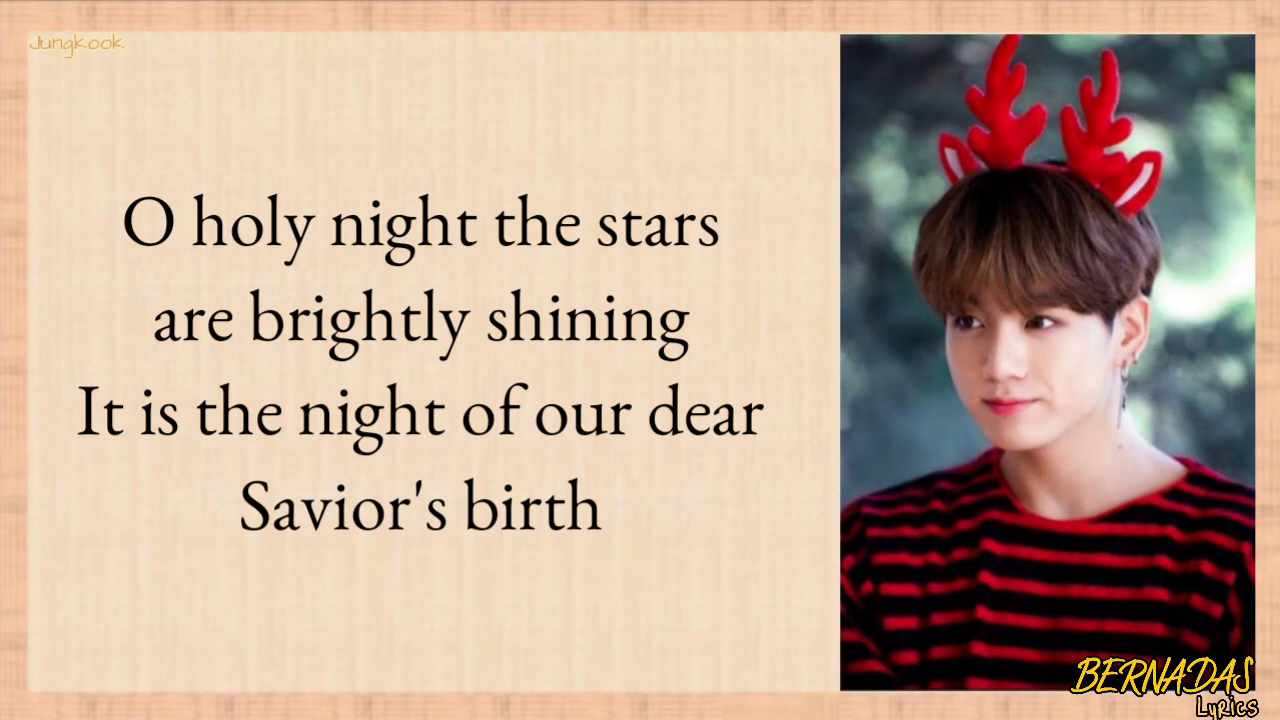 Jungkook
O holy night the stars
are brightly shining
It is the night of our dear
Savior's birth
BERNADAS
Lyrics